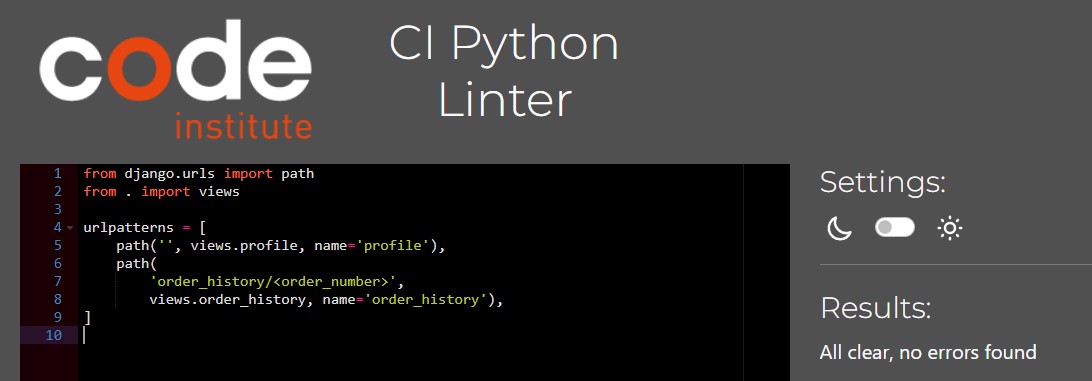 code
institute
CI Python
Linter
1 from django.urls import path
2 from . import views
3
4 urlpatterns = [
5     path('', views.profile, name='profile'),
6     path(
7         'order_history/<order_number>',
8         views.order_history, name='order_history'),
9 ]
10
Settings:
Results:
All clear, no errors found